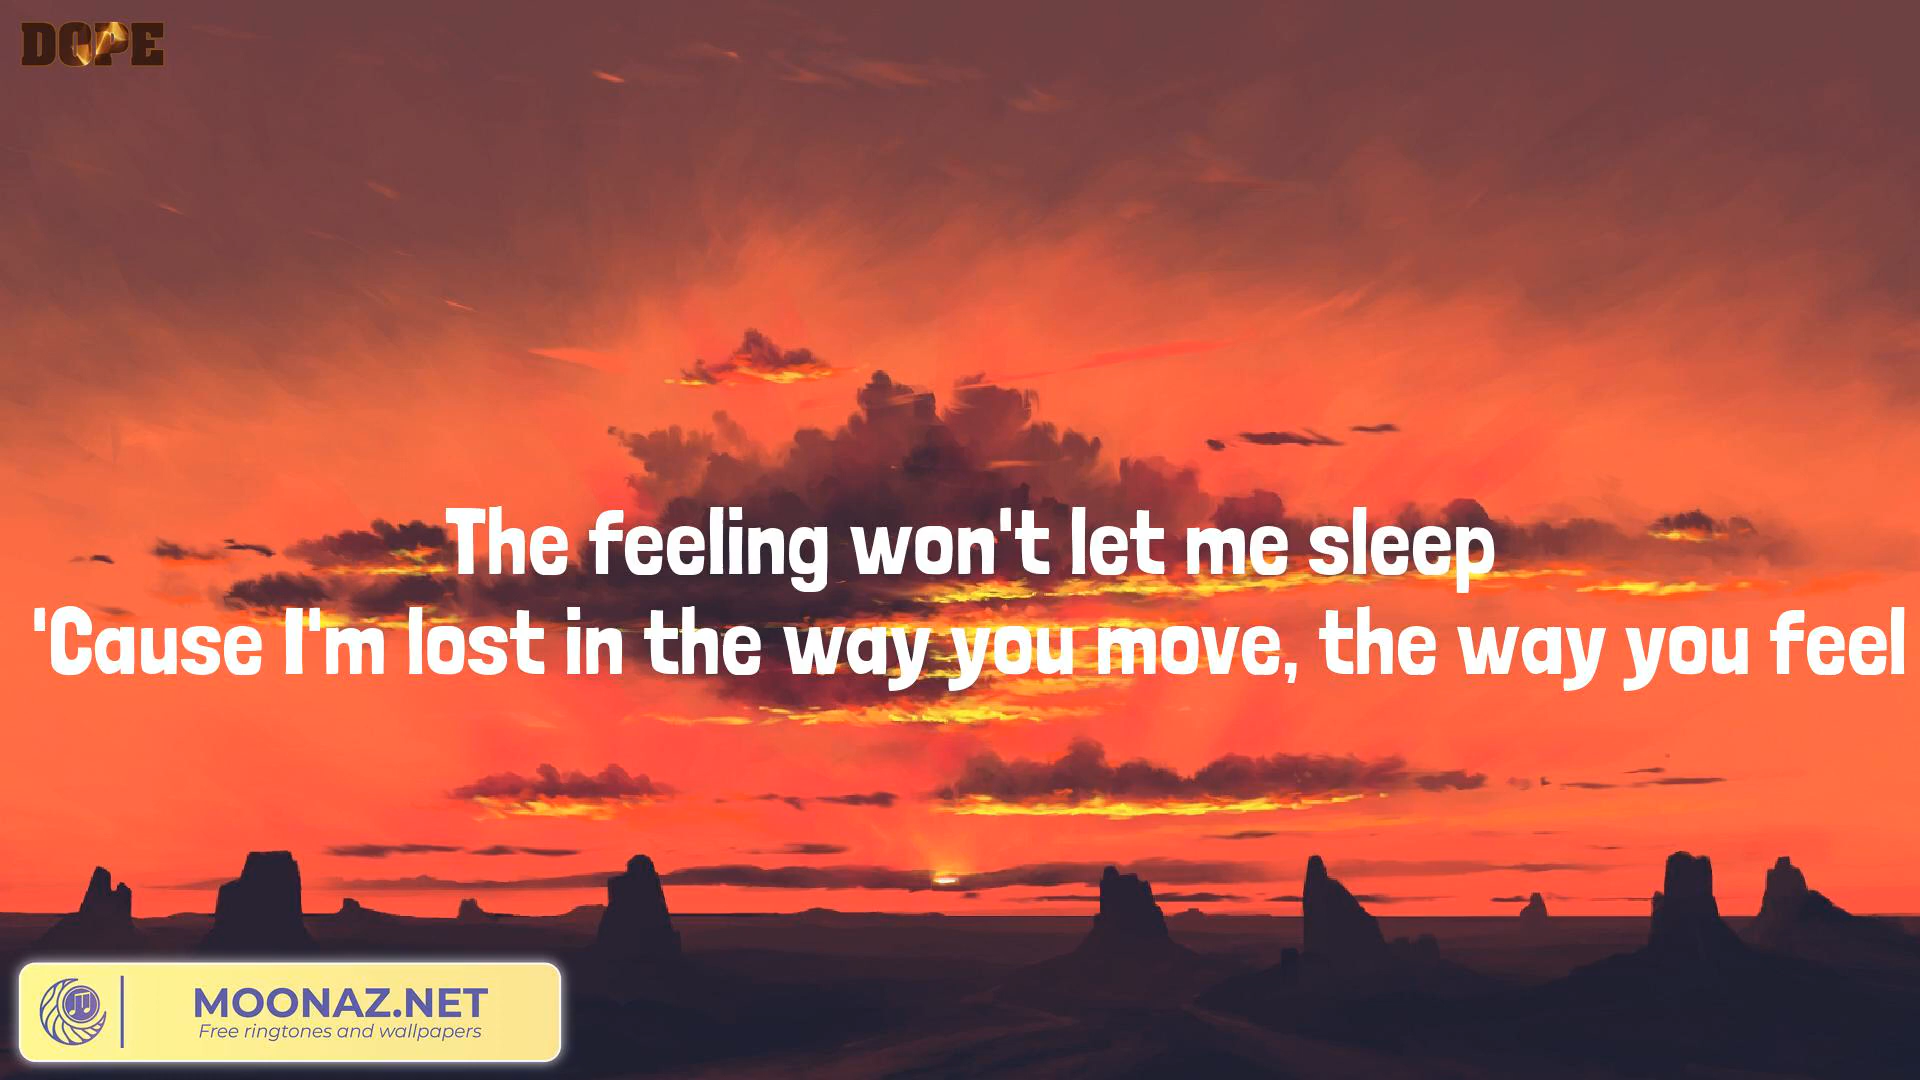 DOPE
The feeling won't let me sleep
'Cause I'm lost in the way you move, the way you feel
MOONAZ.NET
Free ringtones and wallpapers